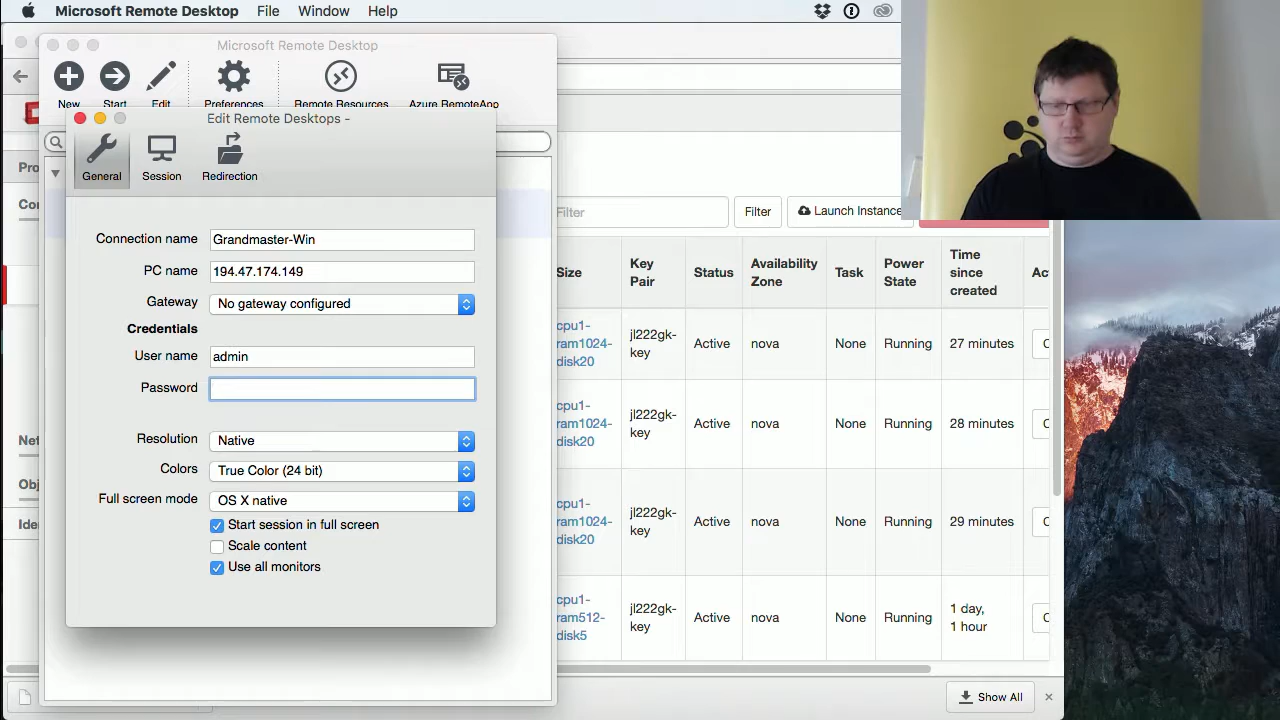 Microsoft Remote Desktop File Window Help
Microsoft Remote Desktop
New Start Edit Preferences Remote Resources Azure RemoteApp
Edit Remote Desktops -
General Session Redirection
Connection name Grandmaster-Win
PC name 194.47.174.149
Gateway No gateway configured
Credentials
User name admin
Password
Resolution Native
Colors True Color (24 bit)
Full screen mode OS X native
Start session in full screen
Scale content
Use all monitors
Filter Filter Launch Instance
Size Key Pair Status Availability Zone Task Power State Time since created
cpu1-ram1024-disk20 jl222gk-key Active nova None Running 27 minutes
cpu1-ram1024-disk20 jl222gk-key Active nova None Running 28 minutes
cpu1-ram1024-disk20 jl222gk-key Active nova None Running 29 minutes
cpu1-ram512-disk5 jl222gk-key Active nova None Running 1 day, 1 hour
Show All